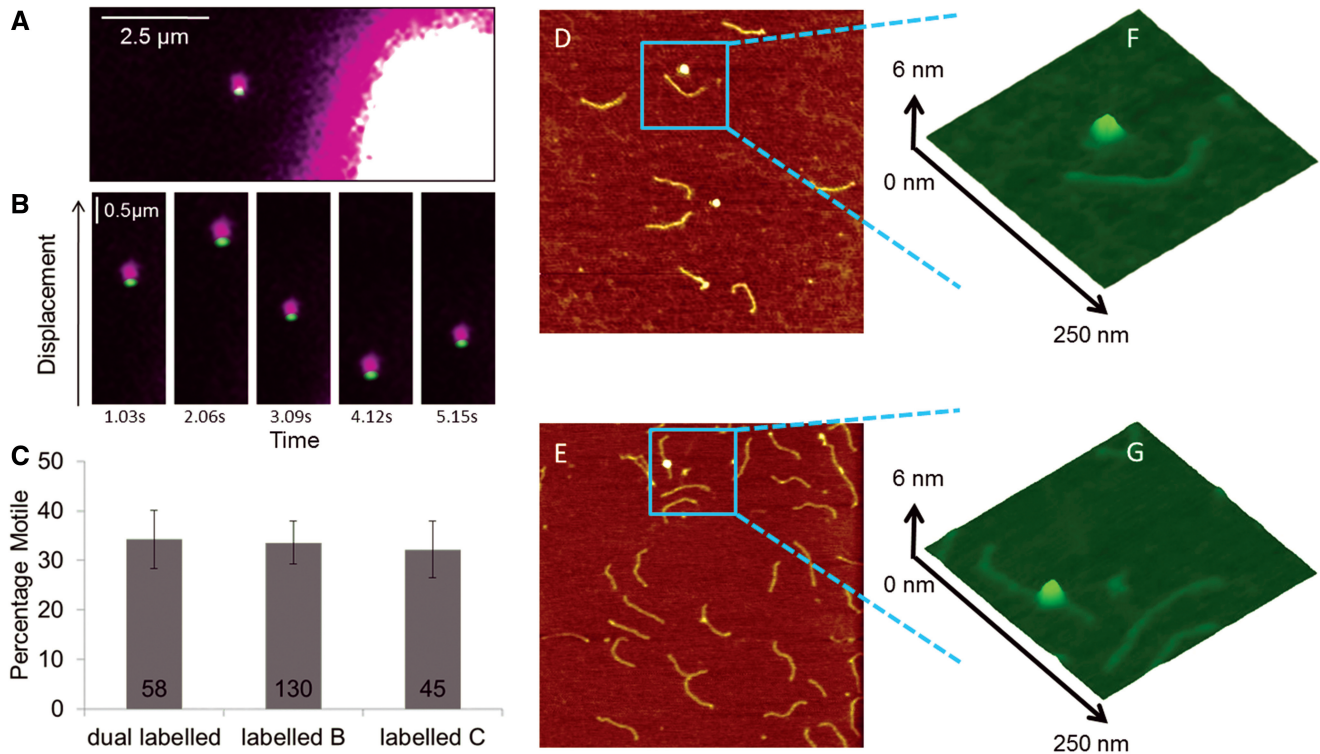 A
2.5 µm
B
0.5µm
Displacement
1.03s
2.06s
3.09s
4.12s
5.15s
Time
C
50
40
30
20
10
0
Percentage Motile
58
130
45
dual labelled
labelled B
labelled C
D
F
6 nm
0 nm
250 nm
E
G
6 nm
0 nm
250 nm